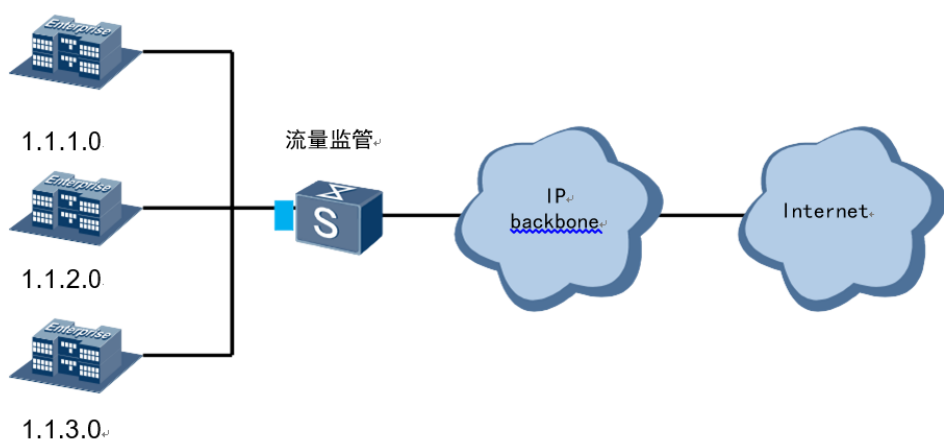 Enterprise
1.1.1.0
Enterprise
1.1.2.0
Enterprise
1.1.3.0
流量监管
S
IP
backbone
Internet